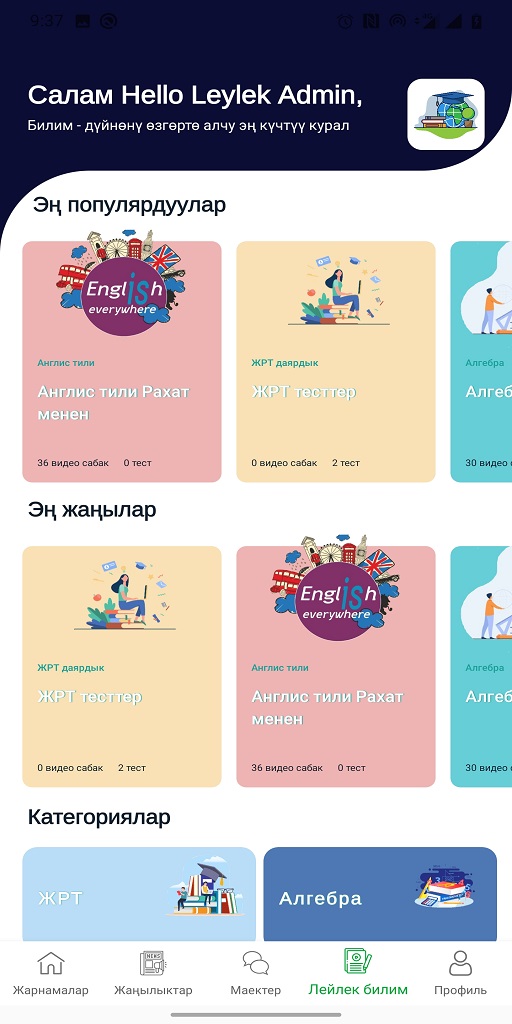 9:37
Салам Hello Leylek Admin,
Билим - дүйнөнү өзгөртө алчу эң күчтүү курал
Эң популярдуулар
English
everywhere
Англис тили
Англис тили Рахат
менен
36 видео сабак 0 тест
ЖРТ даярдык
ЖРТ тесттер
0 видео сабак 2 тест
Алгебра
Алгеб
30 видео
Эң жаңылар
ЖРТ даярдык
ЖРТ тесттер
0 видео сабак 2 тест
English
everywhere
Англис тили
Англис тили Рахат
менен
36 видео сабак 0 тест
Алгебра
Алгеб
30 видео
Категориялар
ЖРТ
Алгебра
NEWS
Жарнамалар Жаңылыктар Маектер Лейлек билим Профиль